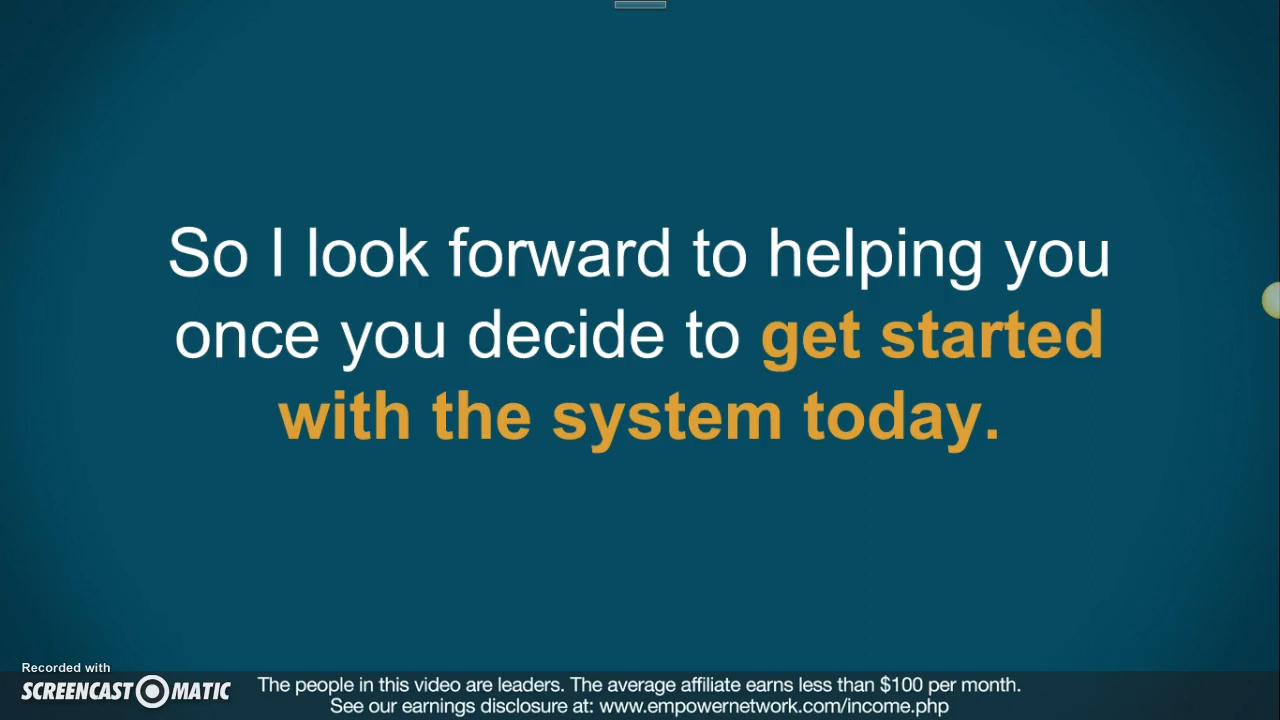 So I look forward to helping you
once you decide to get started
with the system today.
Recorded with
SCREENCAST-O-MATIC
The people in this video are leaders. The average affiliate earns less than $100 per month.
See our earnings disclosure at: www.empowernetwork.com/income.php